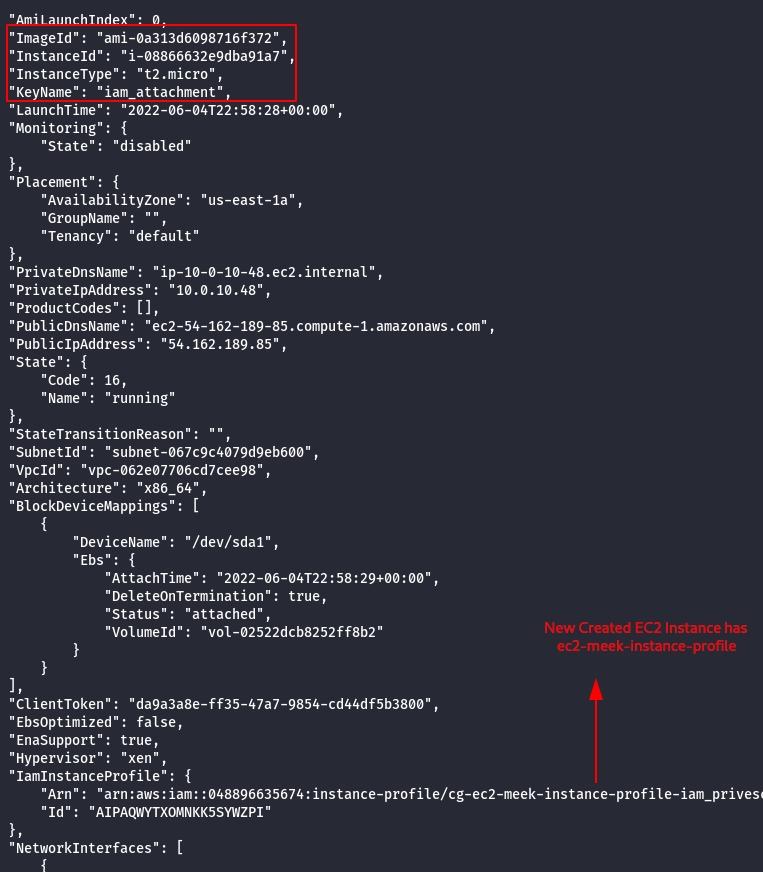 "AmiLaunchIndex": 0,
"ImageId": "ami-0a313d6098716f372",
"InstanceId": "i-08866632e9dba91a7",
"InstanceType": "t2.micro",
"KeyName": "iam_attachment",
"LaunchTime": "2022-06-04T22:58:28+00:00",
"Monitoring": {
    "State": "disabled"
},
"Placement": {
    "AvailabilityZone": "us-east-1a",
    "GroupName": "",
    "Tenancy": "default"
},
"PrivateDnsName": "ip-10-0-10-48.ec2.internal",
"PrivateIpAddress": "10.0.10.48",
"ProductCodes": [],
"PublicDnsName": "ec2-54-162-189-85.compute-1.amazonaws.com",
"PublicIpAddress": "54.162.189.85",
"State": {
    "Code": 16,
    "Name": "running"
},
"StateTransitionReason": "",
"SubnetId": "subnet-067c9c4079d9eb600",
"VpcId": "vpc-062e07706cd7cee98",
"Architecture": "x86_64",
"BlockDeviceMappings": [
    {
        "DeviceName": "/dev/sda1",
        "Ebs": {
            "AttachTime": "2022-06-04T22:58:29+00:00",
            "DeleteOnTermination": true,
            "Status": "attached",
            "VolumeId": "vol-02522dcb8252ff8b2"
        }
    }
],
New Created EC2 Instance has
ec2-meek-instance-profile
"ClientToken": "da9a3a8e-ff35-47a7-9854-cd44df5b3800",
"EbsOptimized": false,
"EnaSupport": true,
"Hypervisor": "xen",
"IamInstanceProfile": {
    "Arn": "arn:aws:iam::048896635674:instance-profile/cg-ec2-meek-instance-profile-iam_privesc
    "Id": "AIPAQWYTXOMNKK5SYWZPI"
},
"NetworkInterfaces": [
    {